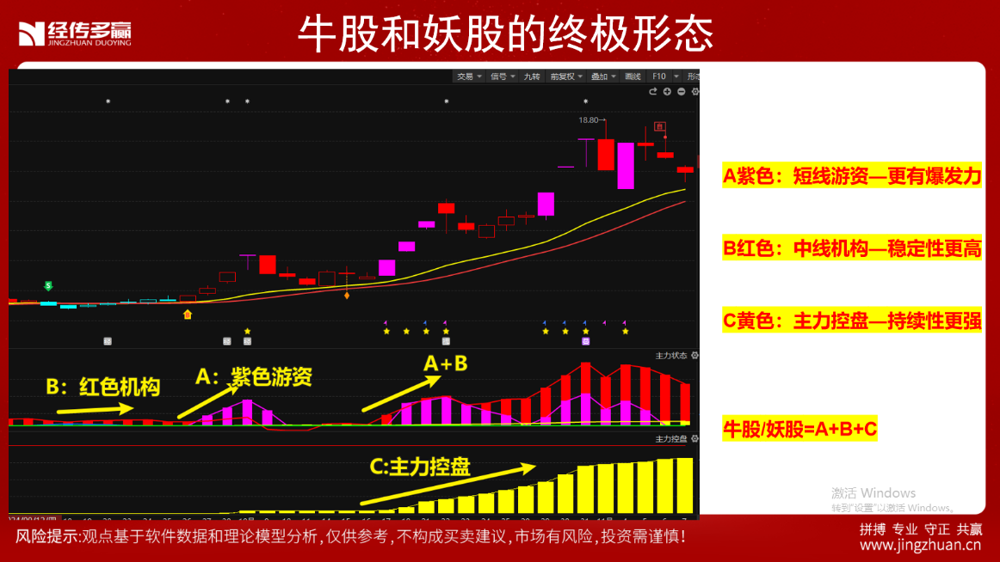 经传多赢
JINGZHUAN DUOYING
牛股和妖股的终极形态
交易 信号 九转 前复权 叠加 画线 F10 形态
18.80
自
5
主力状态
B：红色机构
A：紫色游资
A+B
主力控盘
C:主力控盘
A紫色：短线游资—更有爆发力
B红色：中线机构—稳定性更高
C黄色：主力控盘—持续性更强
牛股/妖股=A+B+C
激活 Windows
转到"设置"以激活 Windows。
风险提示:观点基于软件数据和理论模型分析,仅供参考,不构成买卖建议,市场有风险,投资需谨慎!
拼搏 专业 守正 共赢
www.jingzhuan.cn